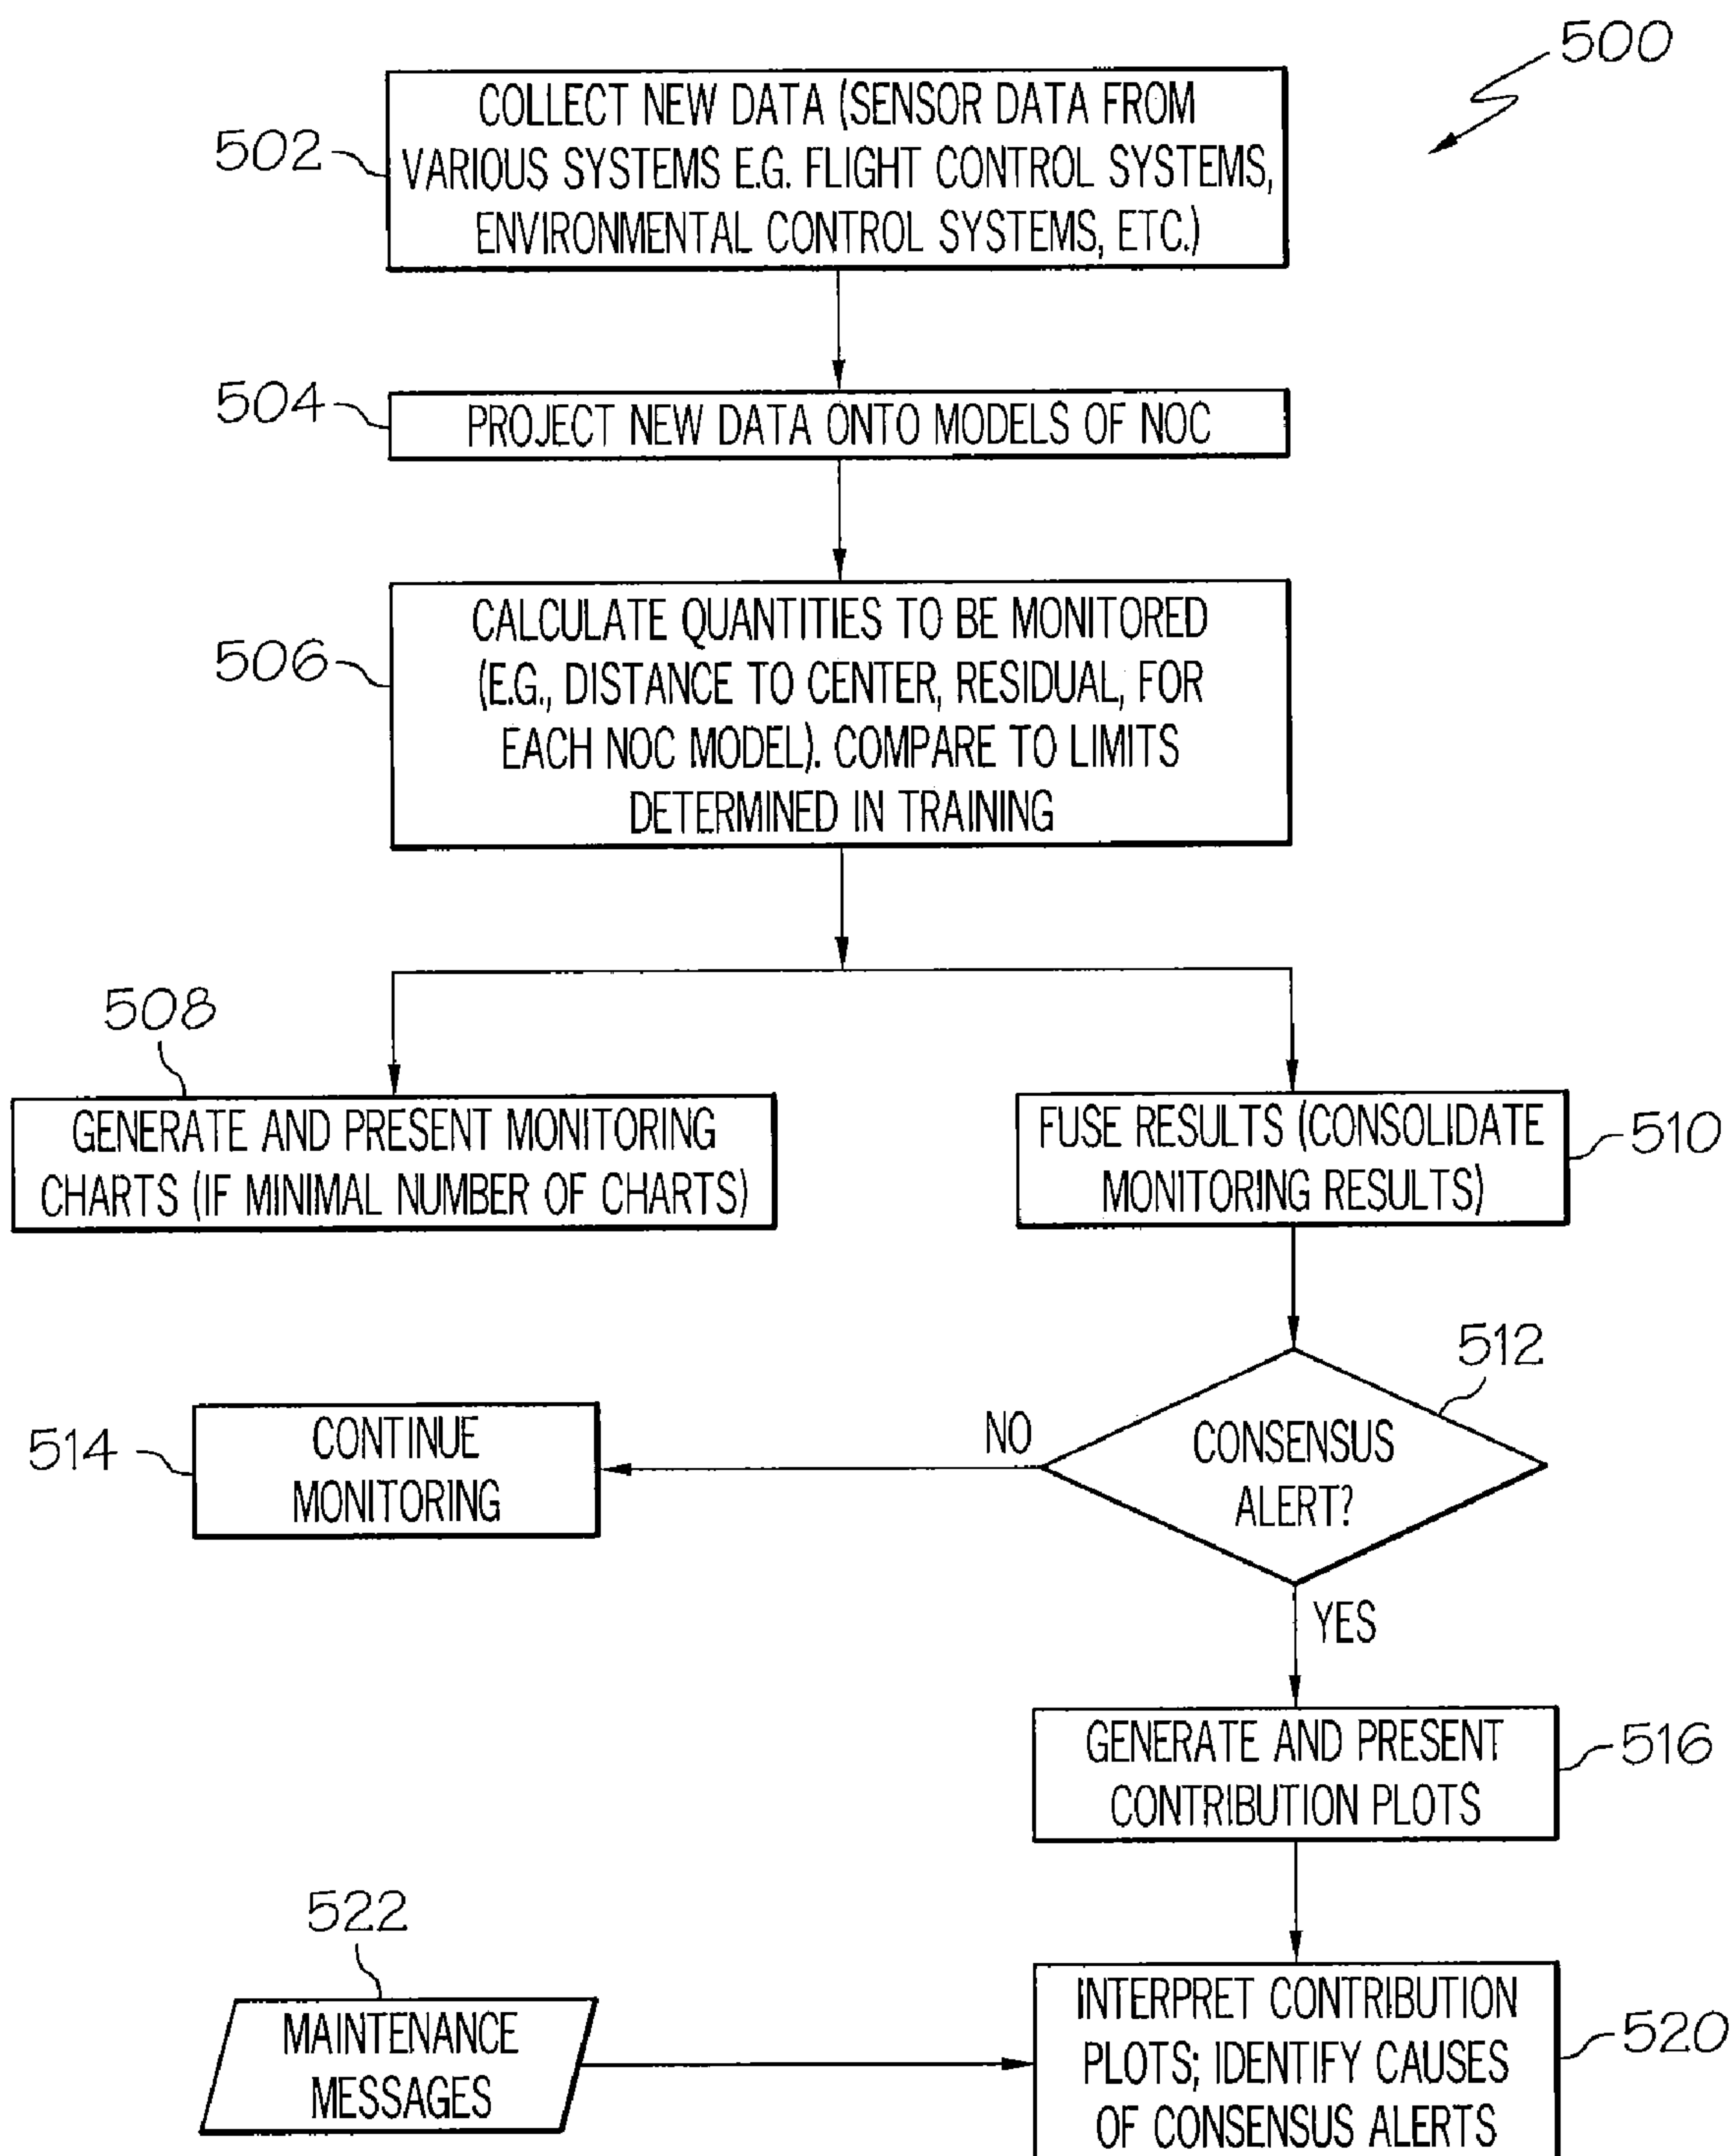 500
502
COLLECT NEW DATA (SENSOR DATA FROM
VARIOUS SYSTEMS E.G. FLIGHT CONTROL SYSTEMS,
ENVIRONMENTAL CONTROL SYSTEMS, ETC.)
504
PROJECT NEW DATA ONTO MODELS OF NOC
506
CALCULATE QUANTITIES TO BE MONITORED
(E.G., DISTANCE TO CENTER, RESIDUAL, FOR
EACH NOC MODEL). COMPARE TO LIMITS
DETERMINED IN TRAINING
508
GENERATE AND PRESENT MONITORING
CHARTS (IF MINIMAL NUMBER OF CHARTS)
FUSE RESULTS (CONSOLIDATE
MONITORING RESULTS)
510
512
CONSENSUS
ALERT?
NO
514
CONTINUE
MONITORING
YES
GENERATE AND PRESENT
CONTRIBUTION PLOTS
516
522
MAINTENANCE
MESSAGES
INTERPRET CONTRIBUTION
PLOTS; IDENTIFY CAUSES
OF CONSENSUS ALERTS
520